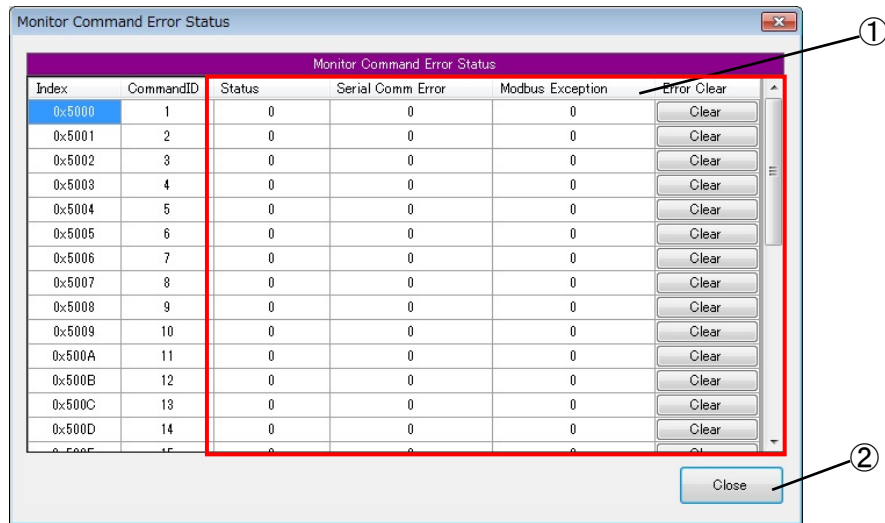 Monitor Command Error Status
①
Monitor Command Error Status
Index CommandID Status Serial Comm Error Modbus Exception Error Clear
0x5000 1 0 0 0 Clear
0x5001 2 0 0 0 Clear
0x5002 3 0 0 0 Clear
0x5003 4 0 0 0 Clear
0x5004 5 0 0 0 Clear
0x5005 6 0 0 0 Clear
0x5006 7 0 0 0 Clear
0x5007 8 0 0 0 Clear
0x5008 9 0 0 0 Clear
0x5009 10 0 0 0 Clear
0x500A 11 0 0 0 Clear
0x500B 12 0 0 0 Clear
0x500C 13 0 0 0 Clear
0x500D 14 0 0 0 Clear
②
Close